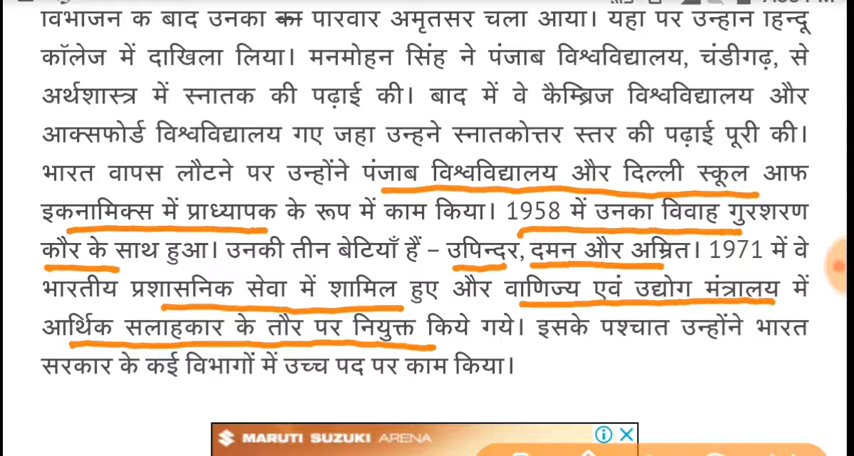 विभाजन के बाद उनका का परिवार अमृतसर चला आया। यहाँ पर उन्होंने हिन्दू
कॉलेज में दाखिला लिया। मनमोहन सिंह ने पंजाब विश्वविद्यालय, चंडीगढ़, से
अर्थशास्त्र में स्नातक की पढ़ाई की। बाद में वे कैम्ब्रिज विश्वविद्यालय और
आक्सफोर्ड विश्वविद्यालय गए जहा उन्हने स्नातकोत्तर स्तर की पढ़ाई पूरी की।
भारत वापस लौटने पर उन्होंने पंजाब विश्वविद्यालय और दिल्ली स्कूल आफ
इकनामिक्स में प्राध्यापक के रूप में काम किया। 1958 में उनका विवाह गुरशरण
कौर के साथ हुआ। उनकी तीन बेटियाँ हैं – उपिन्दर, दमन और अम्रित। 1971 में वे
भारतीय प्रशासनिक सेवा में शामिल हुए और वाणिज्य एवं उद्योग मंत्रालय में
आर्थिक सलाहकार के तौर पर नियुक्त किये गये। इसके पश्चात उन्होंने भारत
सरकार के कई विभागों में उच्च पद पर काम किया।
MARUTI SUZUKI ARENA